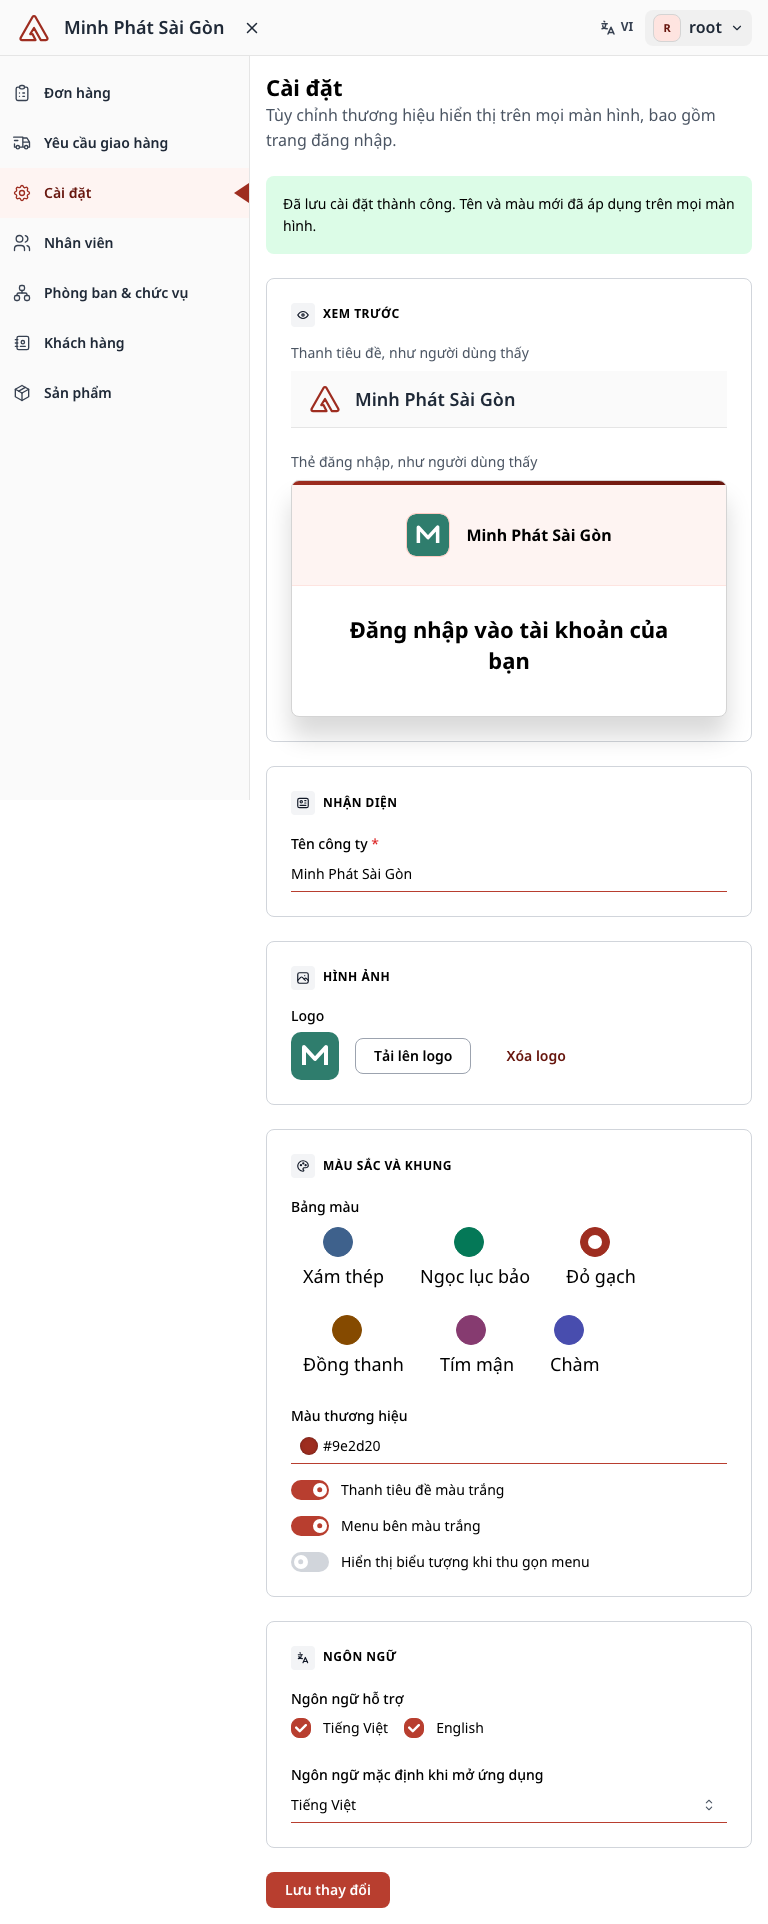 Minh Phát Sài Gòn
VI
R
root
Đơn hàng
Yêu cầu giao hàng
Cài đặt
Nhân viên
Phòng ban & chức vụ
Khách hàng
Sản phẩm
Cài đặt
Tùy chỉnh thương hiệu hiển thị trên mọi màn hình, bao gồm
trang đăng nhập.
Đã lưu cài đặt thành công. Tên và màu mới đã áp dụng trên mọi màn
hình.
XEM TRƯỚC
Thanh tiêu đề, như người dùng thấy
Minh Phát Sài Gòn
Thẻ đăng nhập, như người dùng thấy
Minh Phát Sài Gòn
Đăng nhập vào tài khoản của
bạn
NHẬN DIỆN
Tên công ty *
Minh Phát Sài Gòn
HÌNH ẢNH
Logo
Tải lên logo
Xóa logo
MÀU SẮC VÀ KHUNG
Bảng màu
Xám thép
Ngọc lục bảo
Đỏ gạch
Đồng thanh
Tím mận
Chàm
Màu thương hiệu
#9e2d20
Thanh tiêu đề màu trắng
Menu bên màu trắng
Hiển thị biểu tượng khi thu gọn menu
NGÔN NGỮ
Ngôn ngữ hỗ trợ
Tiếng Việt
English
Ngôn ngữ mặc định khi mở ứng dụng
Tiếng Việt
Lưu thay đổi